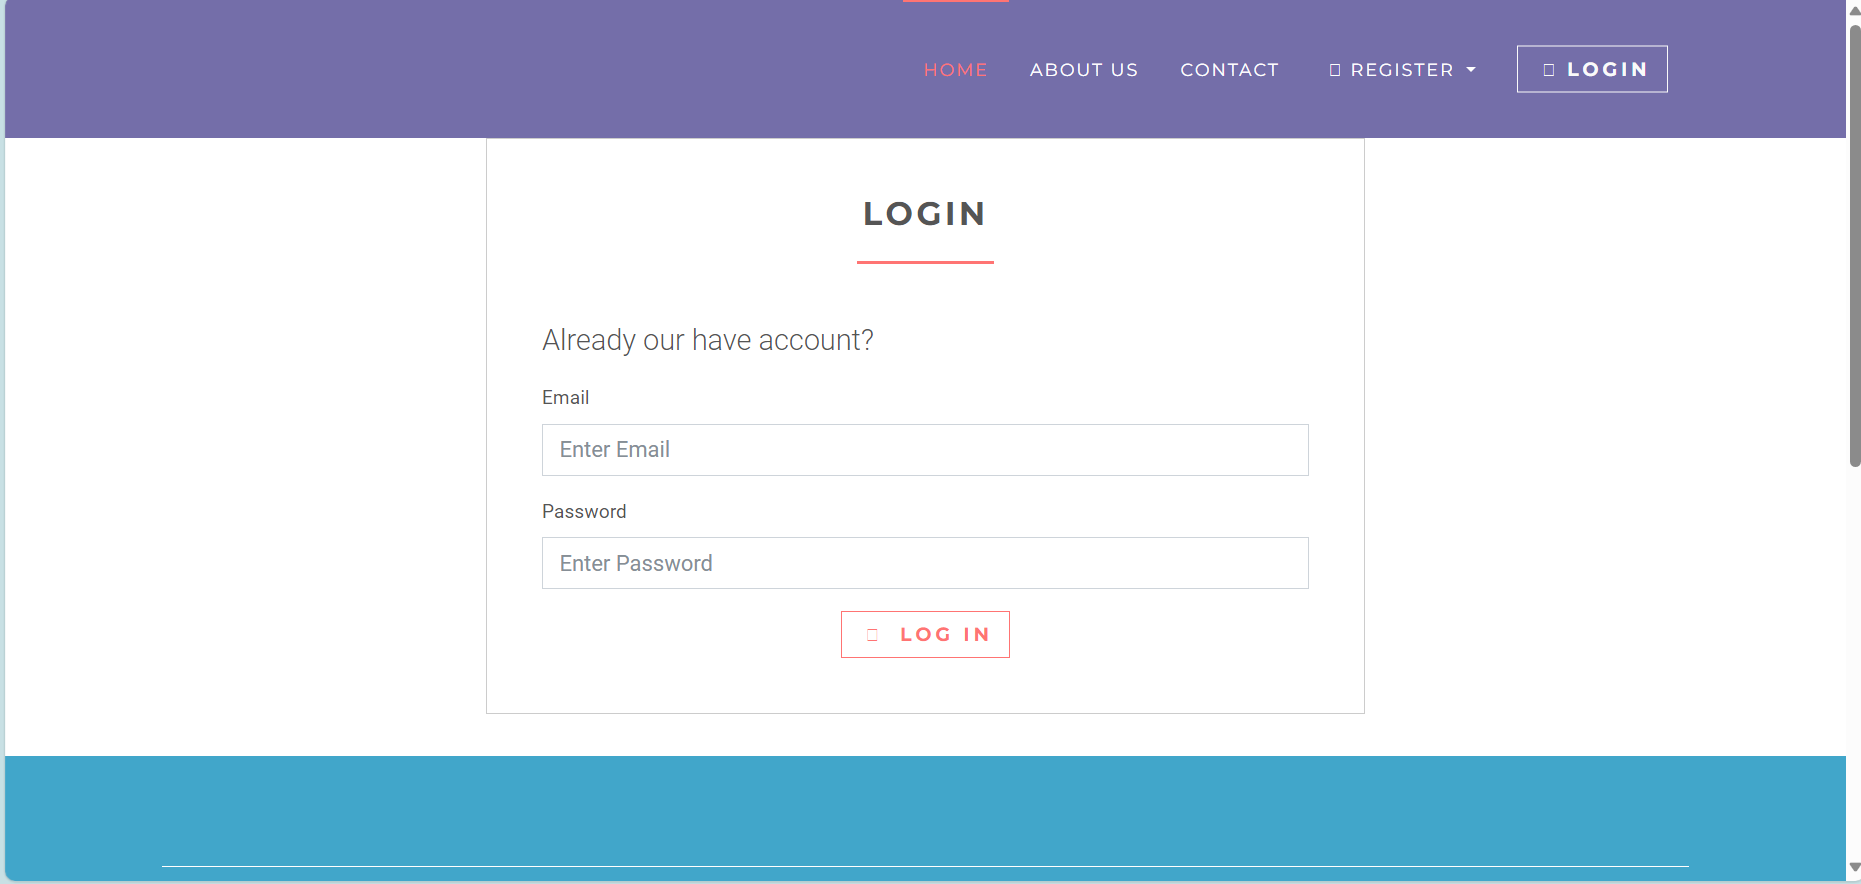 HOME ABOUT US CONTACT REGISTER LOGIN
LOGIN
Already our have account?
Email
Enter Email
Password
Enter Password
LOG IN